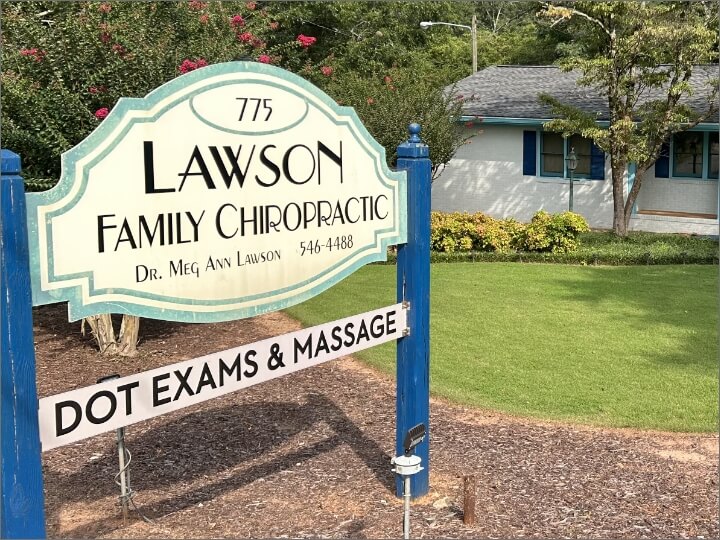 775
LAWSON
FAMILY CHIROPRACTIC
DR. MEG ANN LAWSON 546-4488
DOT EXAMS & MASSAGE